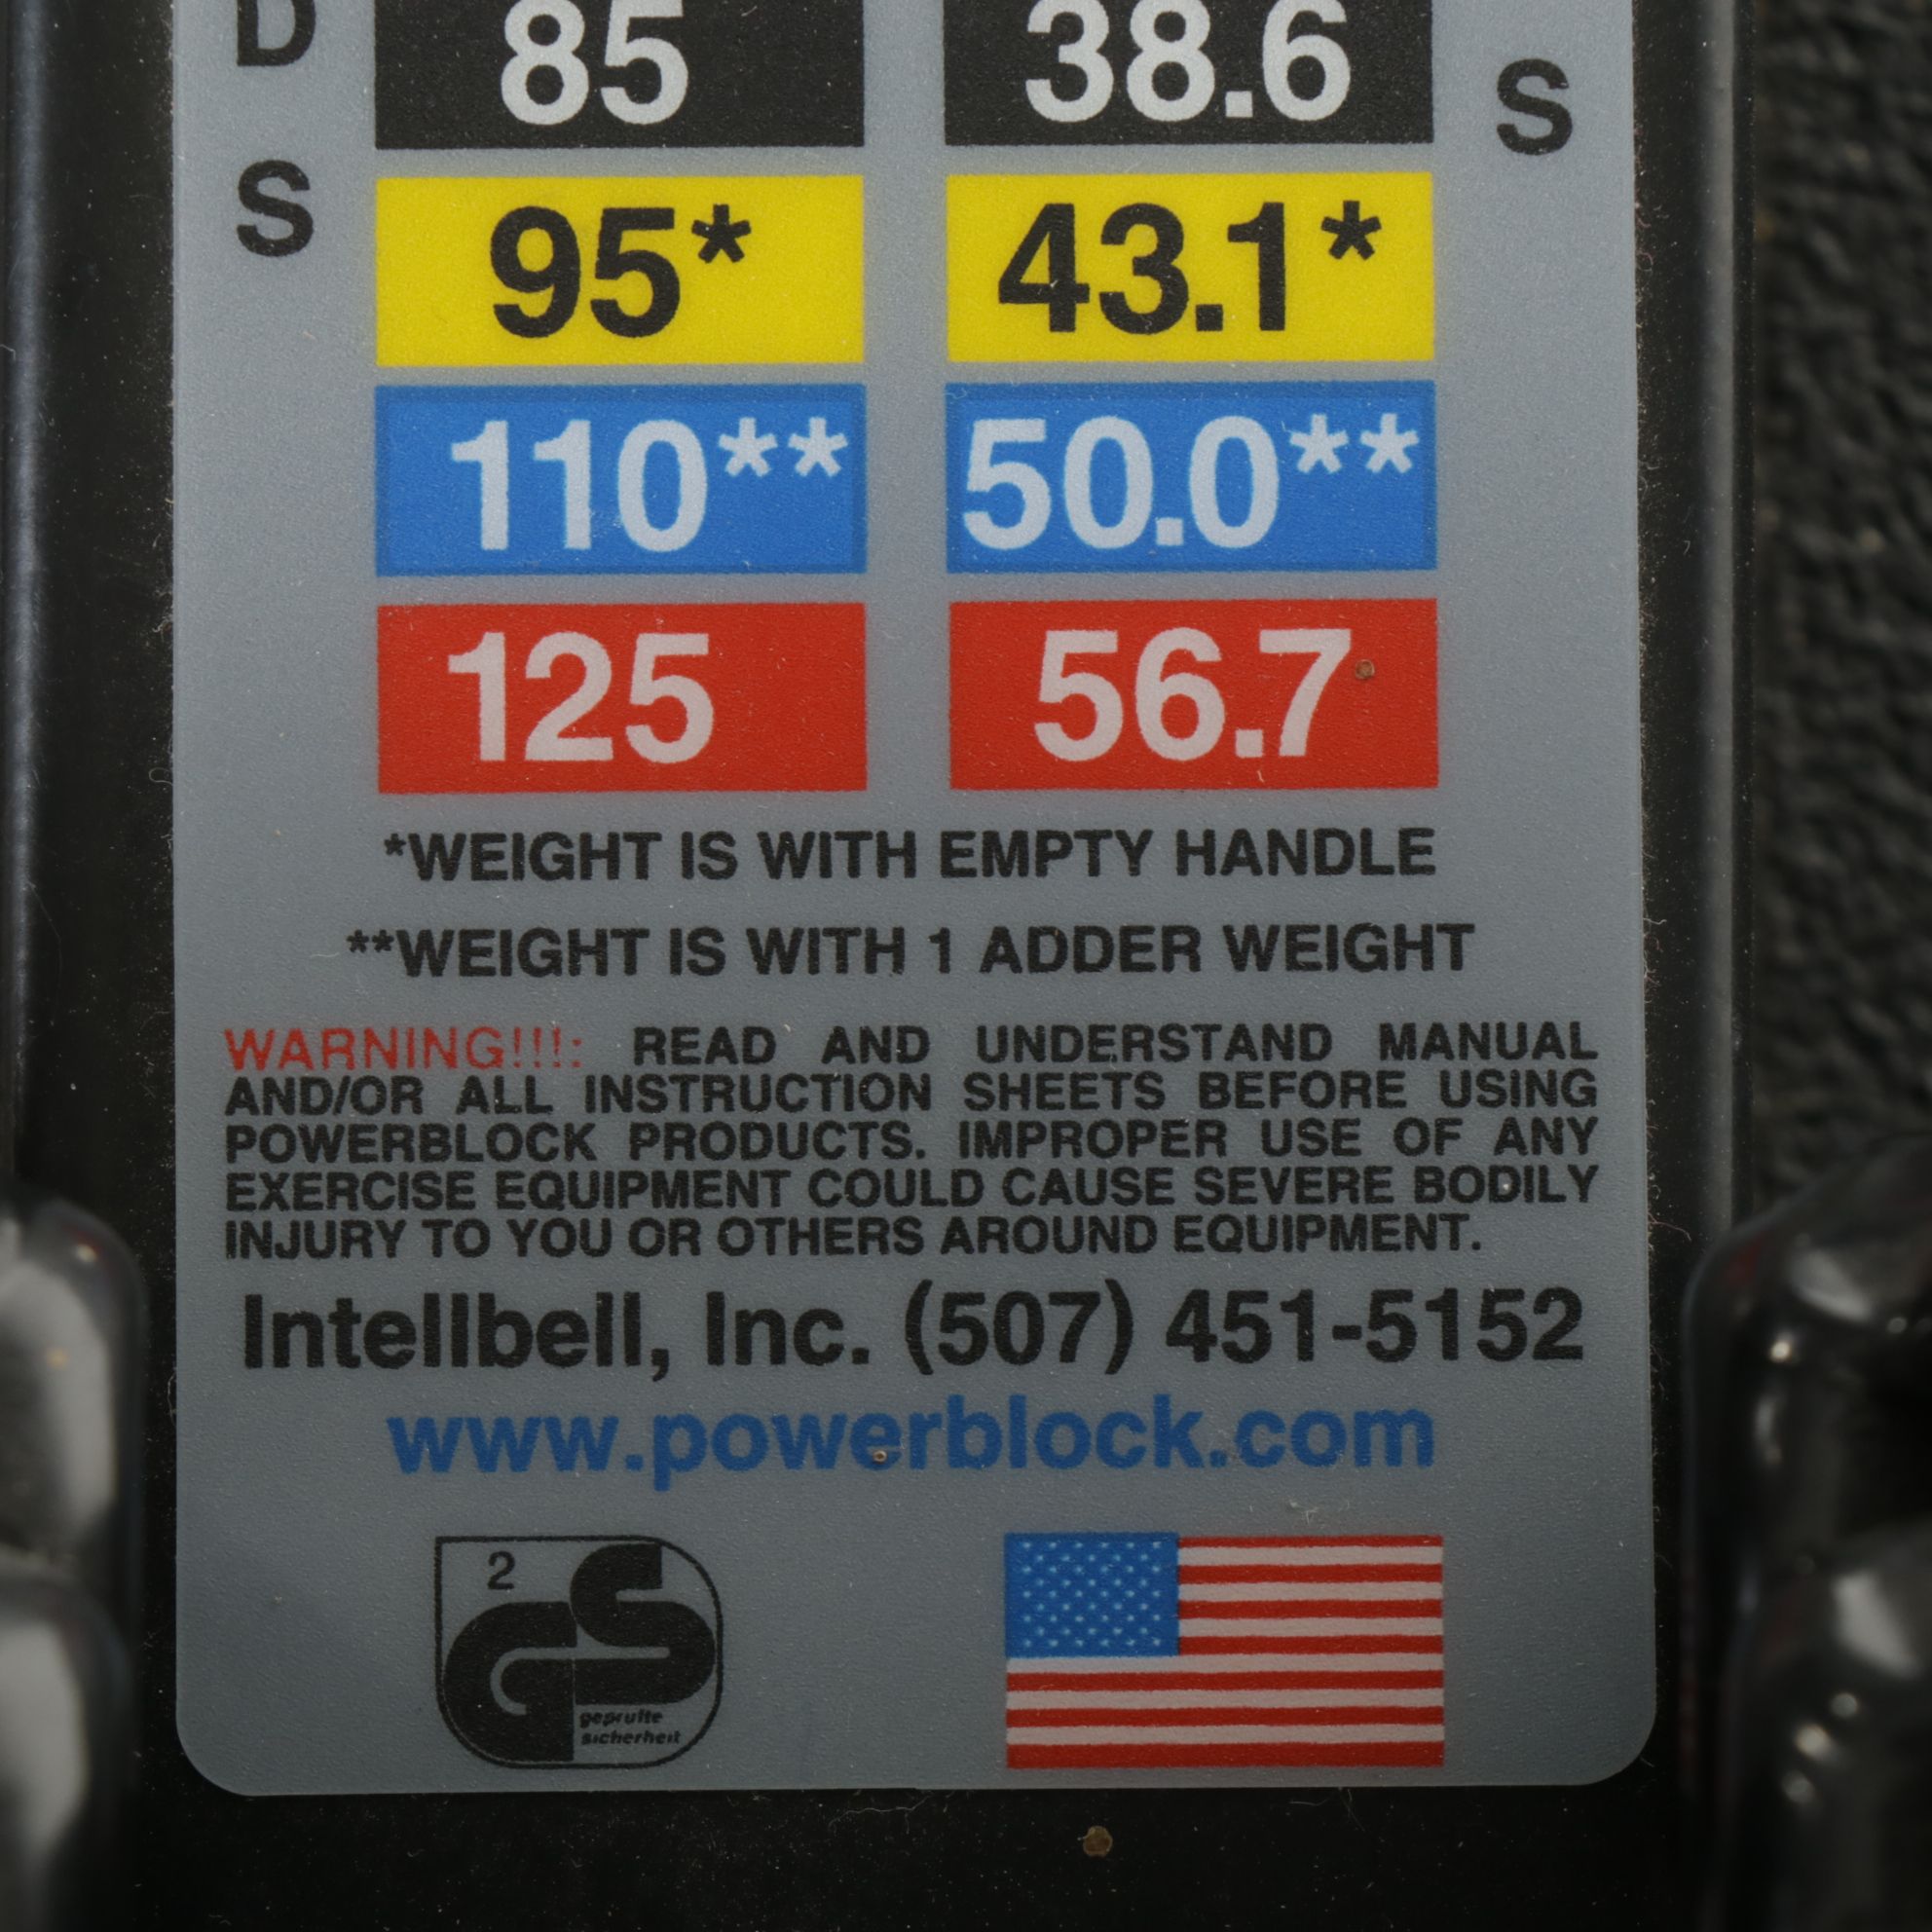 D 85 38.6 S
S 95* 43.1*
110** 50.0**
125 56.7
*WEIGHT IS WITH EMPTY HANDLE
**WEIGHT IS WITH 1 ADDER WEIGHT
WARNING!!!: READ AND UNDERSTAND MANUAL
AND/OR ALL INSTRUCTION SHEETS BEFORE USING
POWERBLOCK PRODUCTS. IMPROPER USE OF ANY
EXERCISE EQUIPMENT COULD CAUSE SEVERE BODILY
INJURY TO YOU OR OTHERS AROUND EQUIPMENT.
Intellbell, Inc. (507) 451-5152
www.powerblock.com
2
GS
geprufte
sicherheit